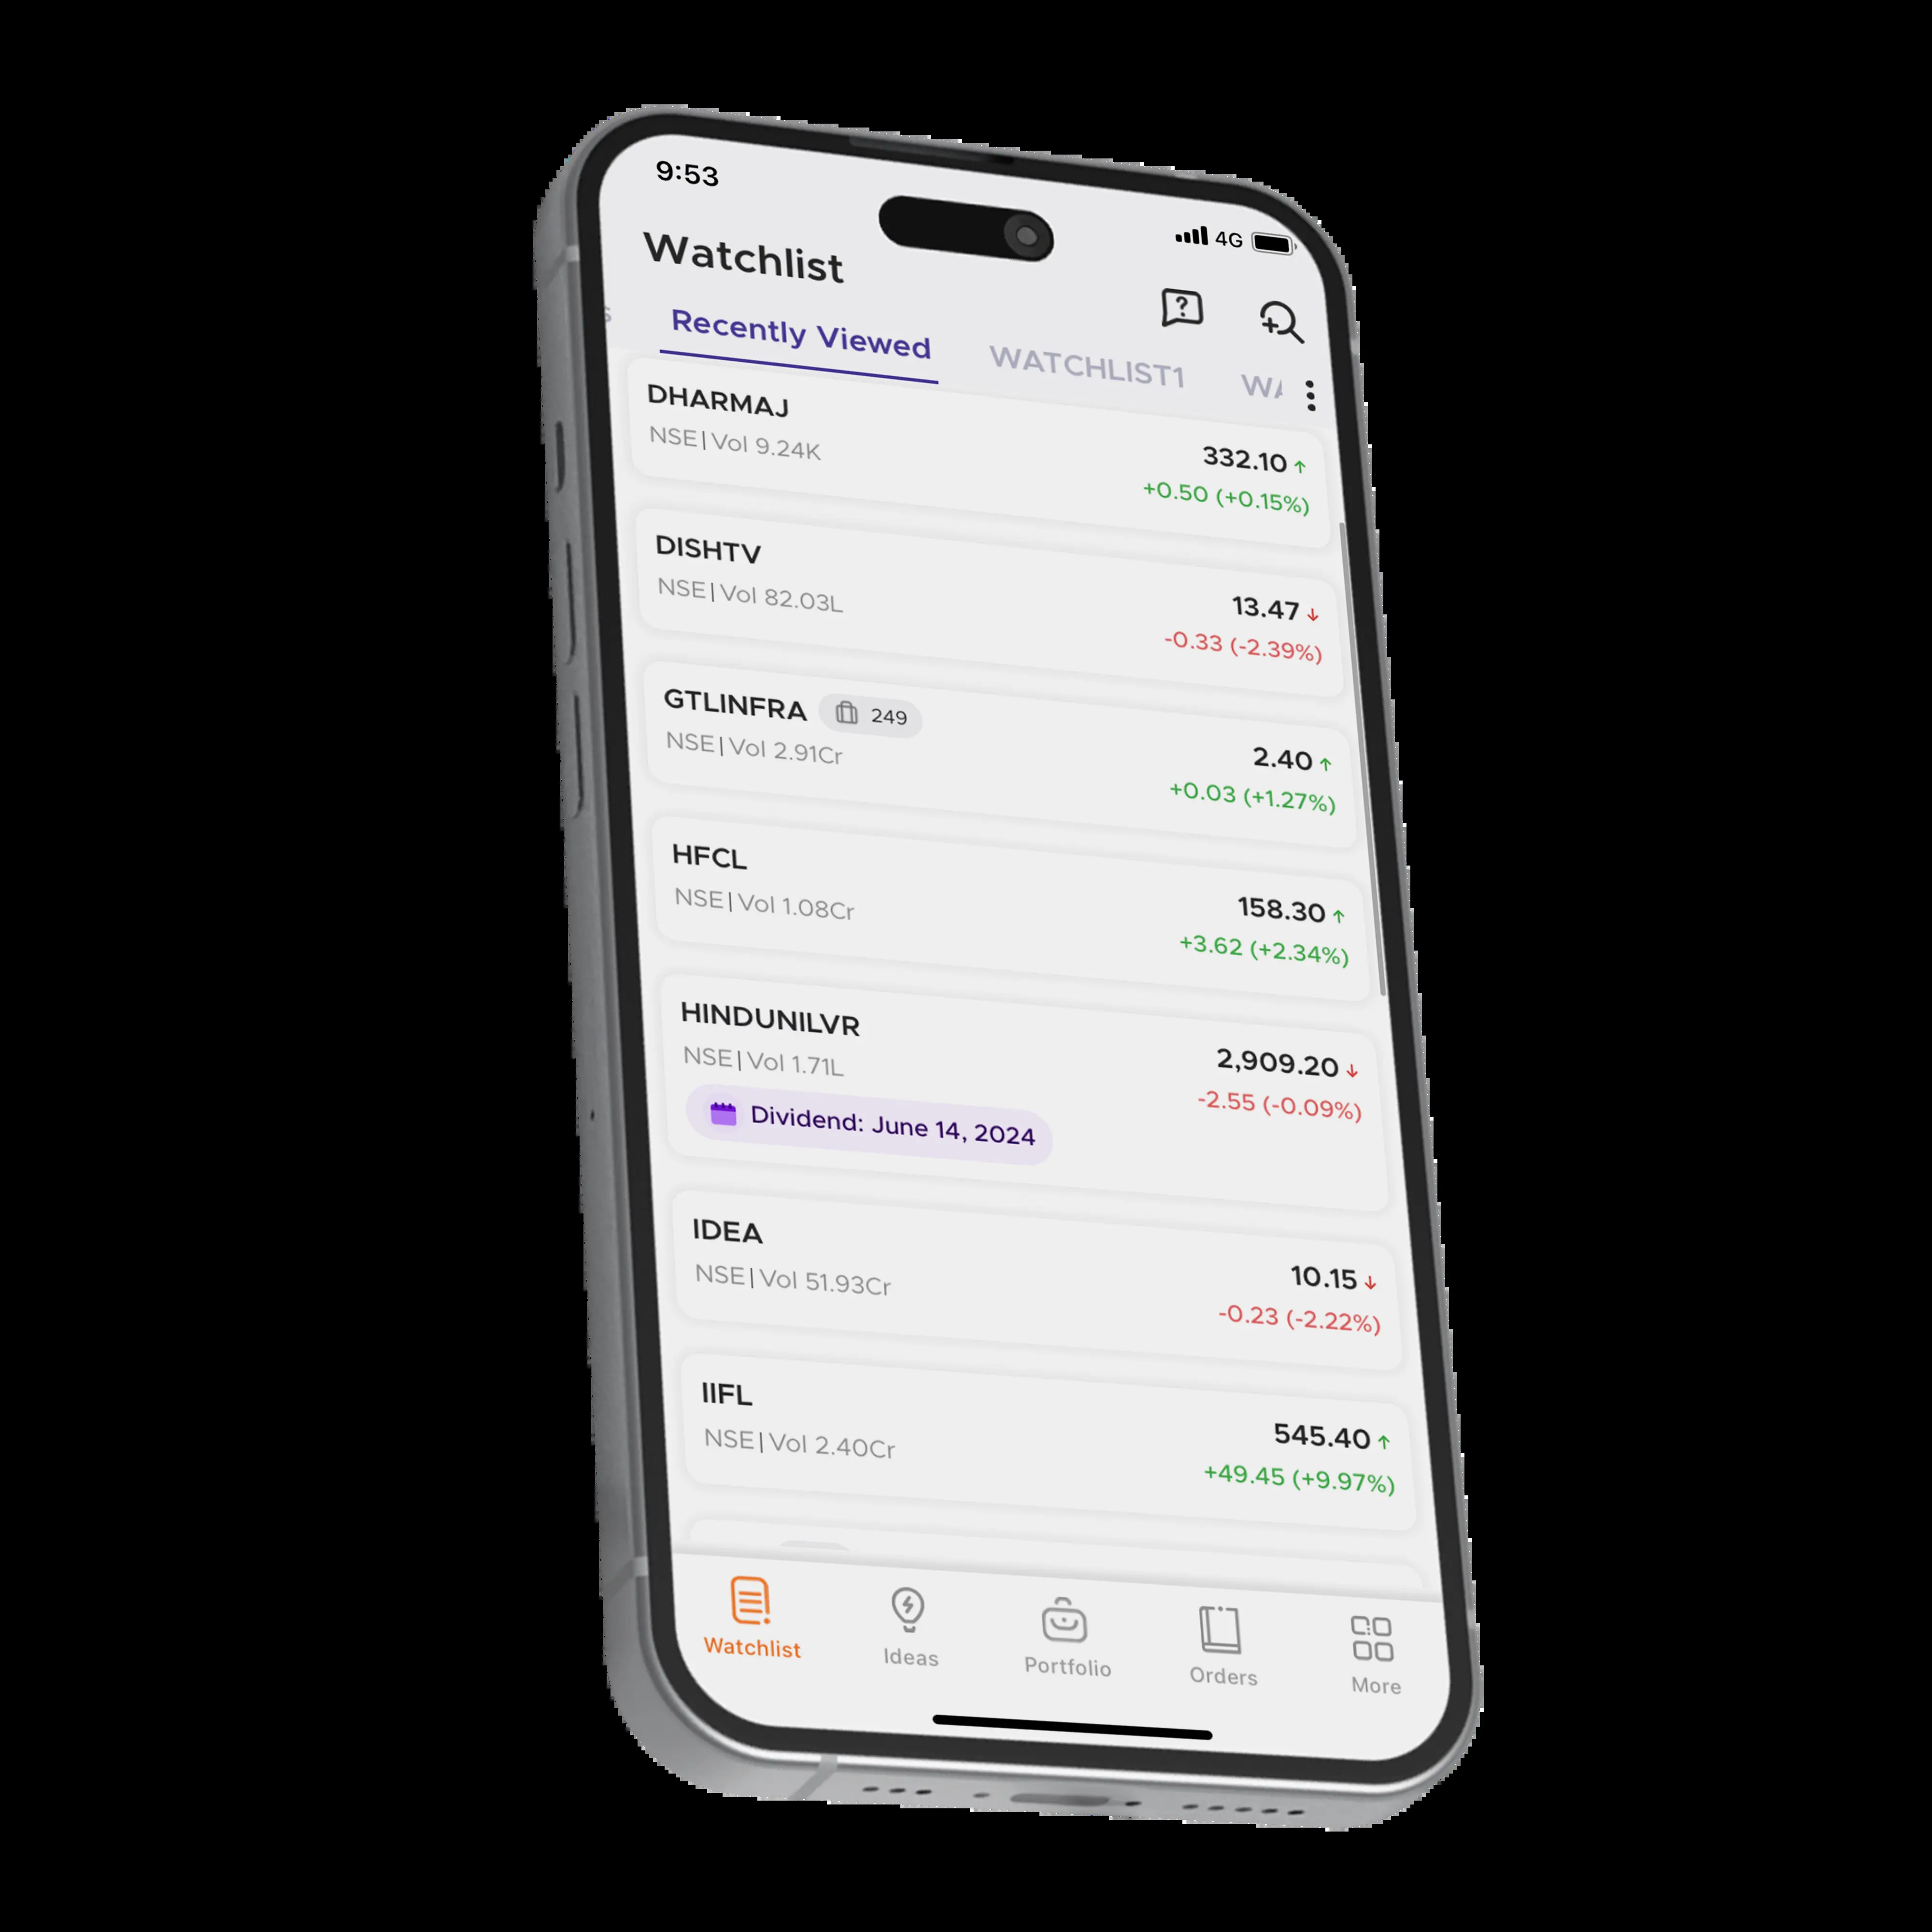 9:53
4G
Watchlist
Recently Viewed WATCHLIST1
DHARMAJ
NSE|Vol 9.24K
332.10
+0.50 (+0.15%)
DISHTV
NSE|Vol 82.03L
13.47
-0.33 (-2.39%)
GTLINFRA 249
NSE|Vol 2.91Cr
2.40
+0.03 (+1.27%)
HFCL
NSE|Vol 1.08Cr
158.30
+3.62 (+2.34%)
HINDUNILVR
NSE|Vol 1.71L
2,909.20
-2.55 (-0.09%)
Dividend: June 14, 2024
IDEA
NSE|Vol 51.93Cr
10.15
-0.23 (-2.22%)
IIFL
NSE|Vol 2.40Cr
545.40
+49.45 (+9.97%)
Watchlist Ideas Portfolio Orders More